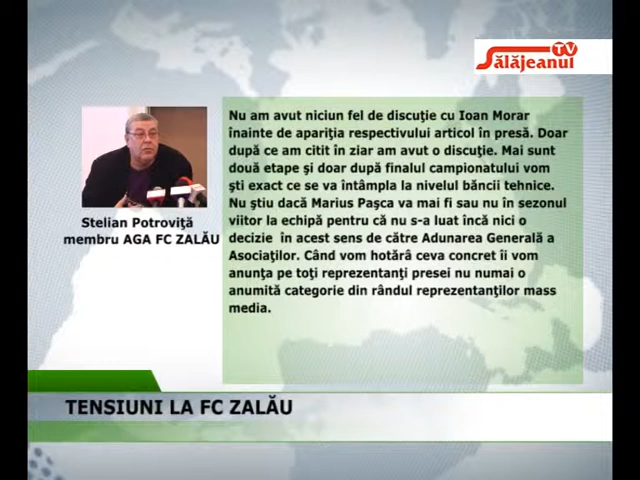 TV
Sălăjeanul
Nu am avut niciun fel de discuţie cu Ioan Morar
înainte de apariţia respectivului articol în presă. Doar
după ce am citit în ziar am avut o discuţie. Mai sunt
două etape şi doar după finalul campionatului vom
şti exact ce se va întâmpla la nivelul băncii tehnice.
Nu ştiu dacă Marius Paşca va mai fi sau nu în sezonul
viitor la echipă pentru că nu s-a luat încă nici o
decizie în acest sens de către Adunarea Generală a
Asociaţilor. Când vom hotără ceva concret îi vom
anunţa pe toţi reprezentanţi presei nu numai o
anumită categorie din rândul reprezentanţilor mass
media.
Stelian Potroviţă
membru AGA FC ZALĂU
TENSIUNI LA FC ZALĂU